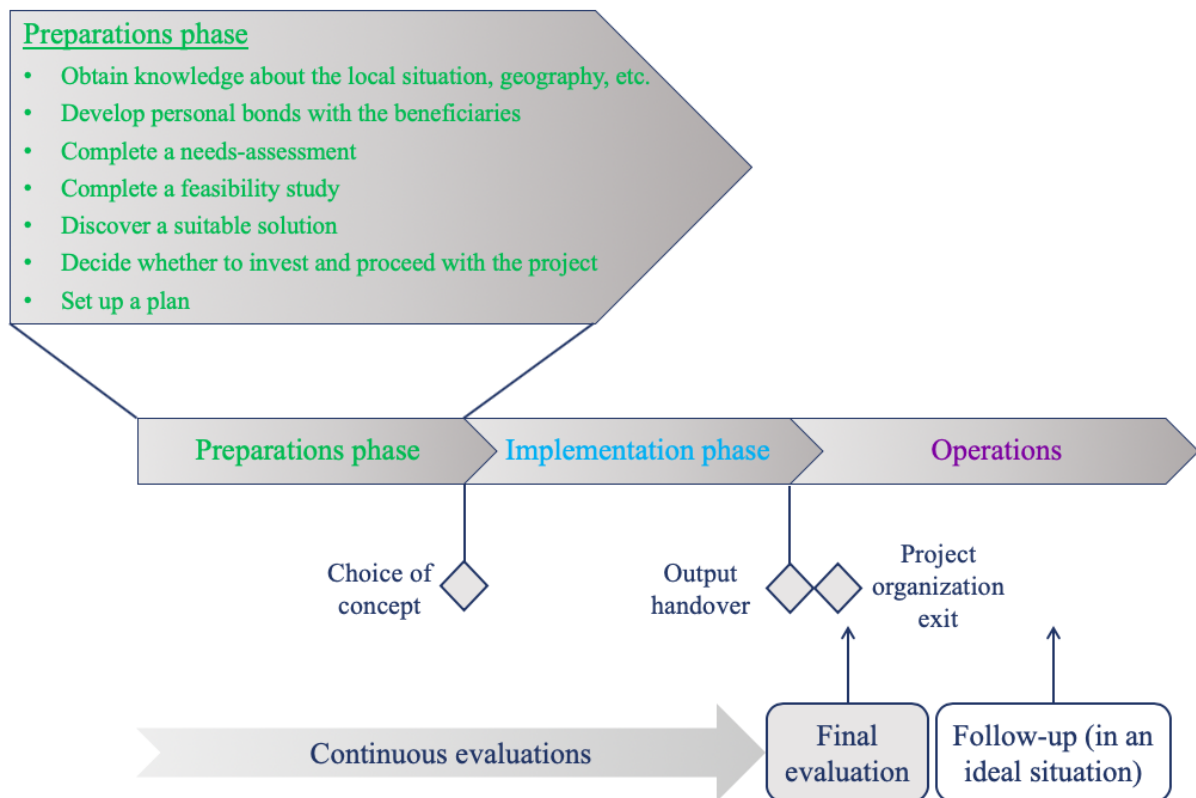 Preparations phase
• Obtain knowledge about the local situation, geography, etc.
• Develop personal bonds with the beneficiaries
• Complete a needs-assessment
• Complete a feasibility study
• Discover a suitable solution
• Decide whether to invest and proceed with the project
• Set up a plan
Preparations phase
Implementation phase
Operations
Choice of
concept
Output
handover
Project
organization
exit
Continuous evaluations
Final
evaluation
Follow-up (in an
ideal situation)